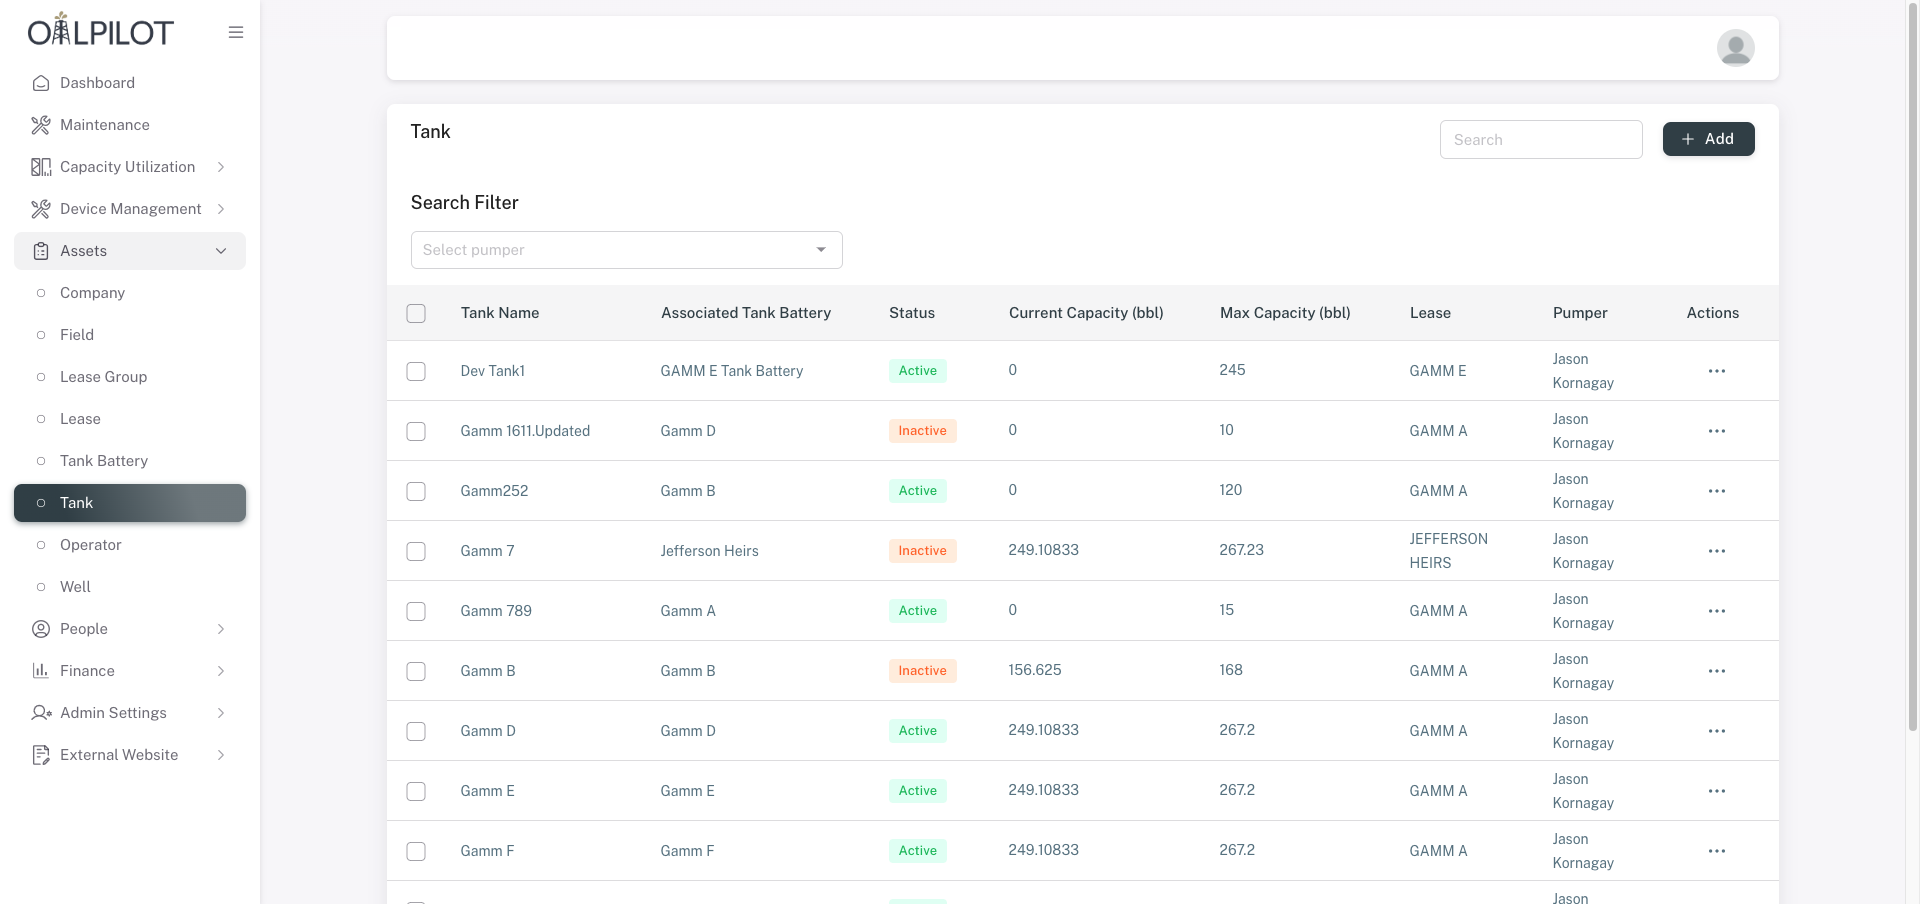 OILPILOT
Dashboard
Maintenance
Capacity Utilization
Device Management
Assets
Company
Field
Lease Group
Lease
Tank Battery
Tank
Operator
Well
People
Finance
Admin Settings
External Website
Tank
Search
Add
Search Filter
Select pumper
Tank Name Associated Tank Battery Status Current Capacity (bbl) Max Capacity (bbl) Lease Pumper Actions
Dev Tank1 GAMM E Tank Battery Active 0 245 GAMM E Jason
Kornagay
Gamm 1611.Updated Gamm D Inactive 0 10 GAMM A Jason
Kornagay
Gamm252 Gamm B Active 0 120 GAMM A Jason
Kornagay
Gamm 7 Jefferson Heirs Inactive 249.10833 267.23 JEFFERSON Jason
HEIRS Kornagay
Gamm 789 Gamm A Active 0 15 GAMM A Jason
Kornagay
Gamm B Gamm B Inactive 156.625 168 GAMM A Jason
Kornagay
Gamm D Gamm D Active 249.10833 267.2 GAMM A Jason
Kornagay
Gamm E Gamm E Active 249.10833 267.2 GAMM A Jason
Kornagay
Gamm F Gamm F Active 249.10833 267.2 GAMM A Jason
Kornagay
Jason